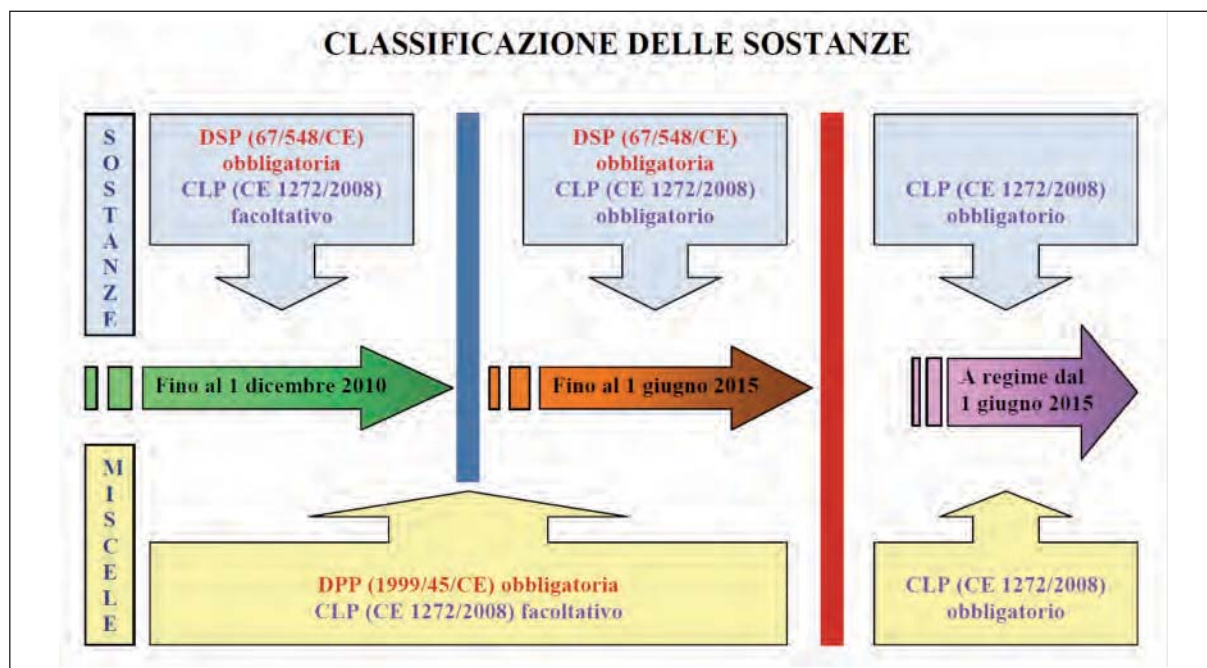 CLASSIFICAZIONE DELLE SOSTANZE
SOSTANZE
DSP (67/548/CE)
obbligatoria
CLP (CE 1272/2008)
facoltativo
DSP (67/548/CE)
obbligatoria
CLP (CE 1272/2008)
obbligatorio
CLP (CE 1272/2008)
obbligatorio
Fino al 1 dicembre 2010
Fino al 1 giugno 2015
A regime dal
1 giugno 2015
MISCELE
DPP (1999/45/CE) obbligatoria
CLP (CE 1272/2008) facoltativo
CLP (CE 1272/2008)
obbligatorio